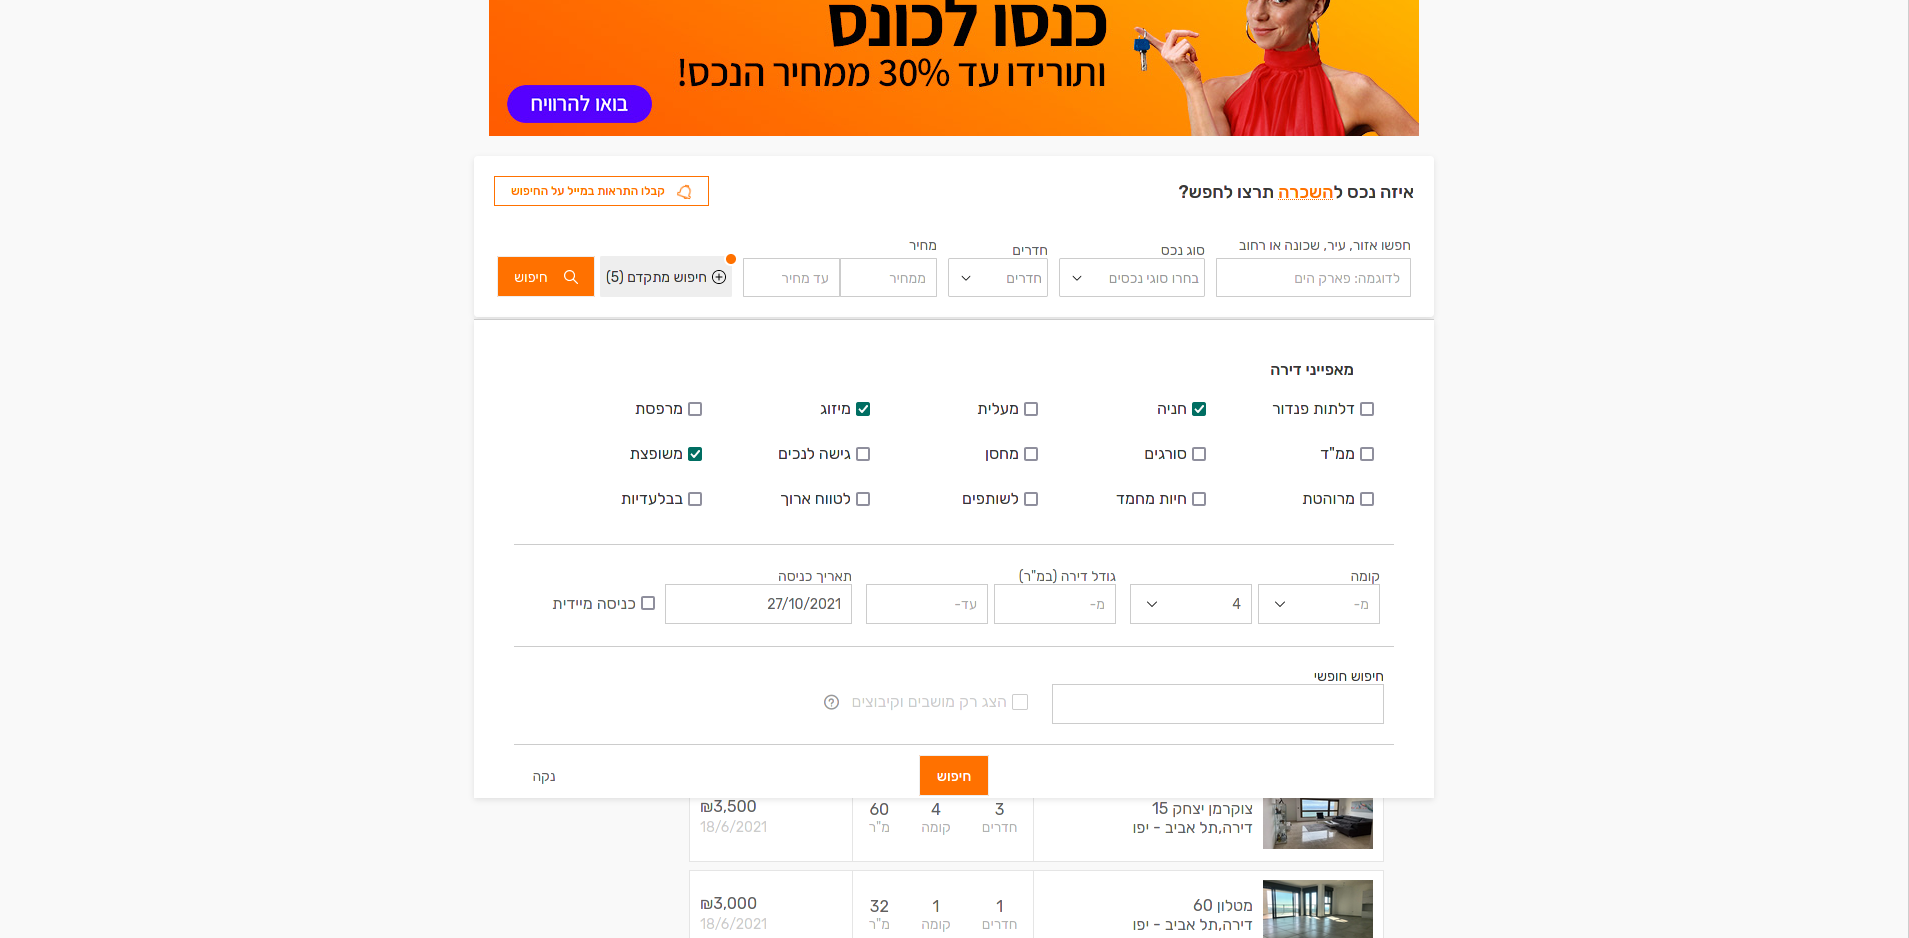 כנסו לכונס
ותורידו עד 30% ממחיר הנכס!
בואו להרוויח
איזה נכס להשכרה תרצו לחפש?
קבלו התראות במייל על החיפוש
חפשו אזור, עיר, שכונה או רחוב
סוג נכס
חדרים
מחיר
לדוגמה: פארק הים
בחרו סוגי נכסים
חדרים
ממחיר
עד מחיר
חיפוש מתקדם (5)
חיפוש
מאפייני דירה
דלתות פנדור
חניה
מעלית
מיזוג
מרפסת
ממ"ד
סורגים
מחסן
גישה לנכים
משופצת
מרוהטת
חיות מחמד
לשותפים
לטווח ארוך
בבלעדיות
קומה
גודל דירה (במ"ר)
תאריך כניסה
מ-
4
מ-
עד-
27/10/2021
כניסה מיידית
חיפוש חופשי
הצג רק מושבים וקיבוצים
חיפוש
נקה
צוקרמן יצחק 15
דירה,תל אביב - יפו
3
חדרים
4
קומה
60
מ"ר
₪3,500
18/6/2021
מטלון 60
דירה,תל אביב - יפו
1
חדרים
1
קומה
32
מ"ר
₪3,000
18/6/2021